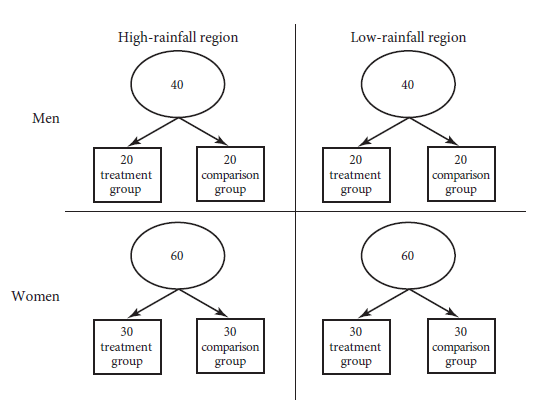 High-rainfall region
Low-rainfall region
Men
40
40
20
treatment
group
20
comparison
group
20
treatment
group
20
comparison
group
Women
60
60
30
treatment
group
30
comparison
group
30
treatment
group
30
comparison
group